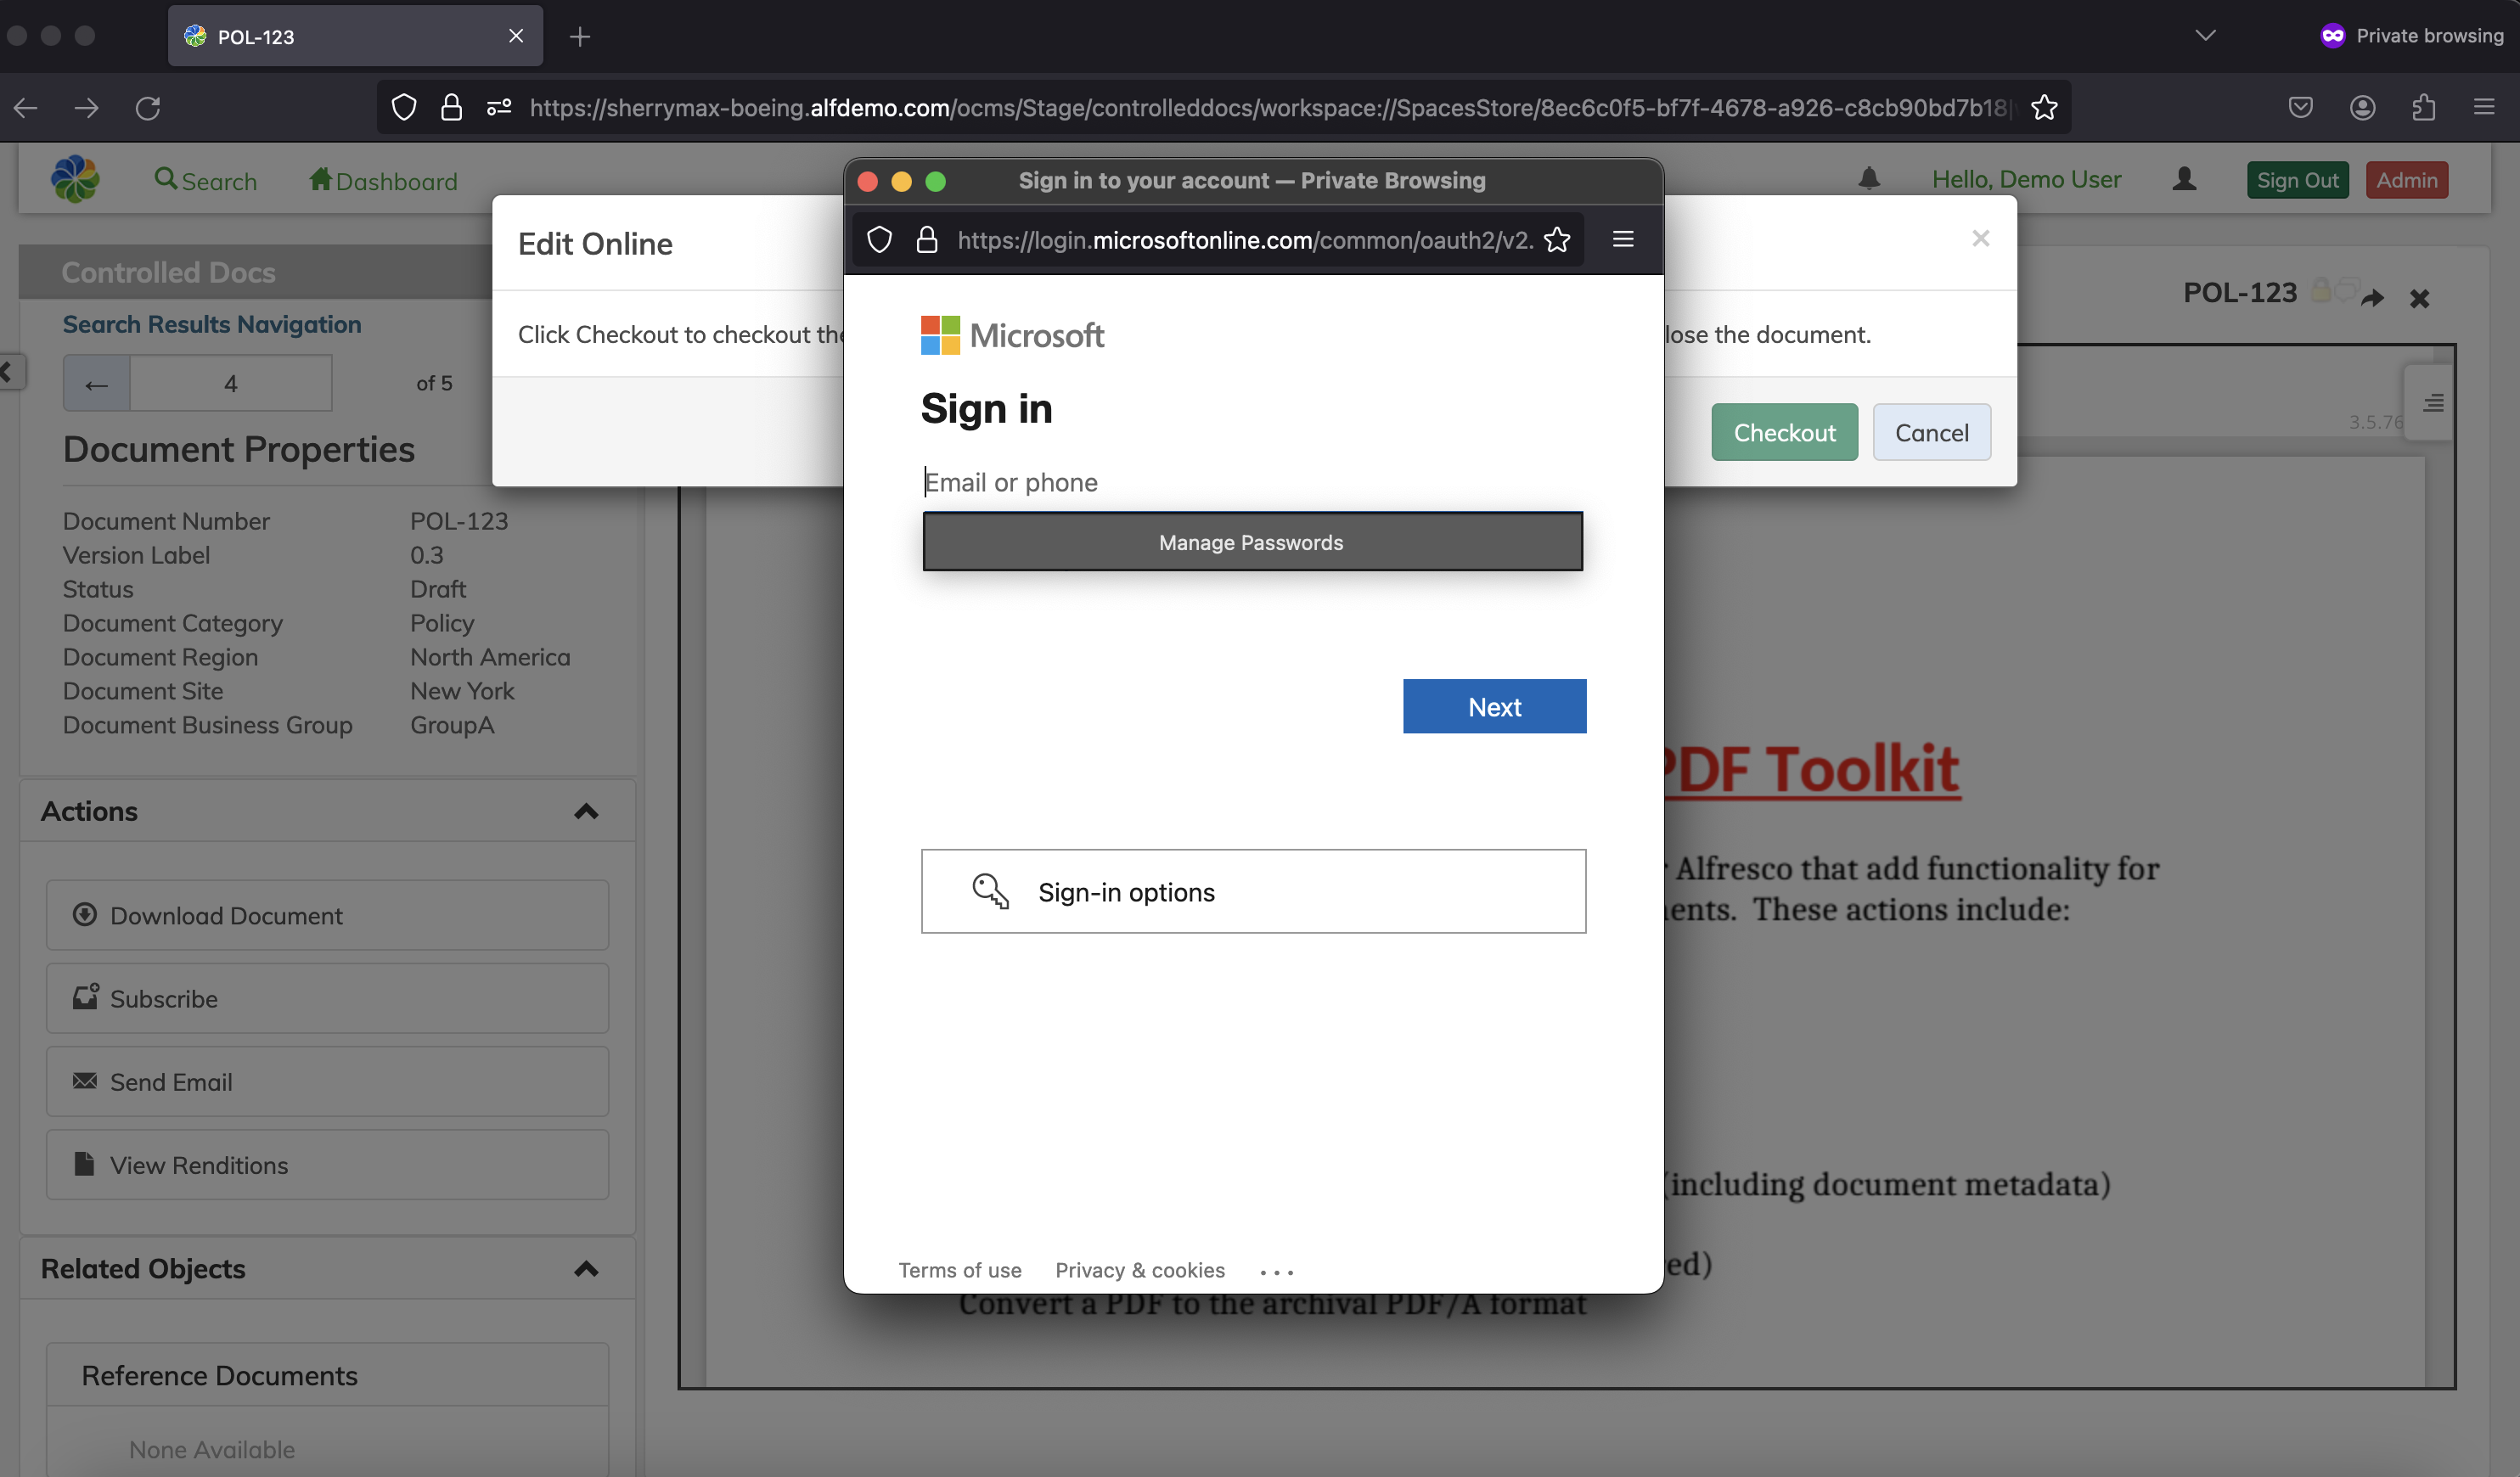 POL-123
Private browsing
https://sherrymax-boeing.alfdemo.com/ocms/Stage/controlleddocs/workspace://SpacesStore/8ec6c0f5-bf7f-4678-a926-c8cb90bd7b18|
Search
Dashboard
Hello, Demo User
Sign Out
Admin
Sign in to your account — Private Browsing
https://login.microsoftonline.com/common/oauth2/v2.
Edit Online
Click Checkout to checkout the
lose the document.
Checkout
Cancel
Microsoft
Sign in
Email or phone
Manage Passwords
Next
Sign-in options
Terms of use
Privacy & cookies
Controlled Docs
Search Results Navigation
4
of 5
Document Properties
Document Number POL-123
Version Label 0.3
Status Draft
Document Category Policy
Document Region North America
Document Site New York
Document Business Group GroupA
Actions
Download Document
Subscribe
Send Email
View Renditions
Related Objects
Reference Documents
None Available
POL-123
3.5.76
PDF Toolkit
r Alfresco that add functionality for
ents. These actions include:
(including document metadata)
ed)
Convert a PDF to the archival PDF/A format